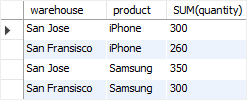 warehouse product SUM(quantity)
San Jose iPhone 300
San Fransisco iPhone 260
San Jose Samsung 350
San Fransisco Samsung 300